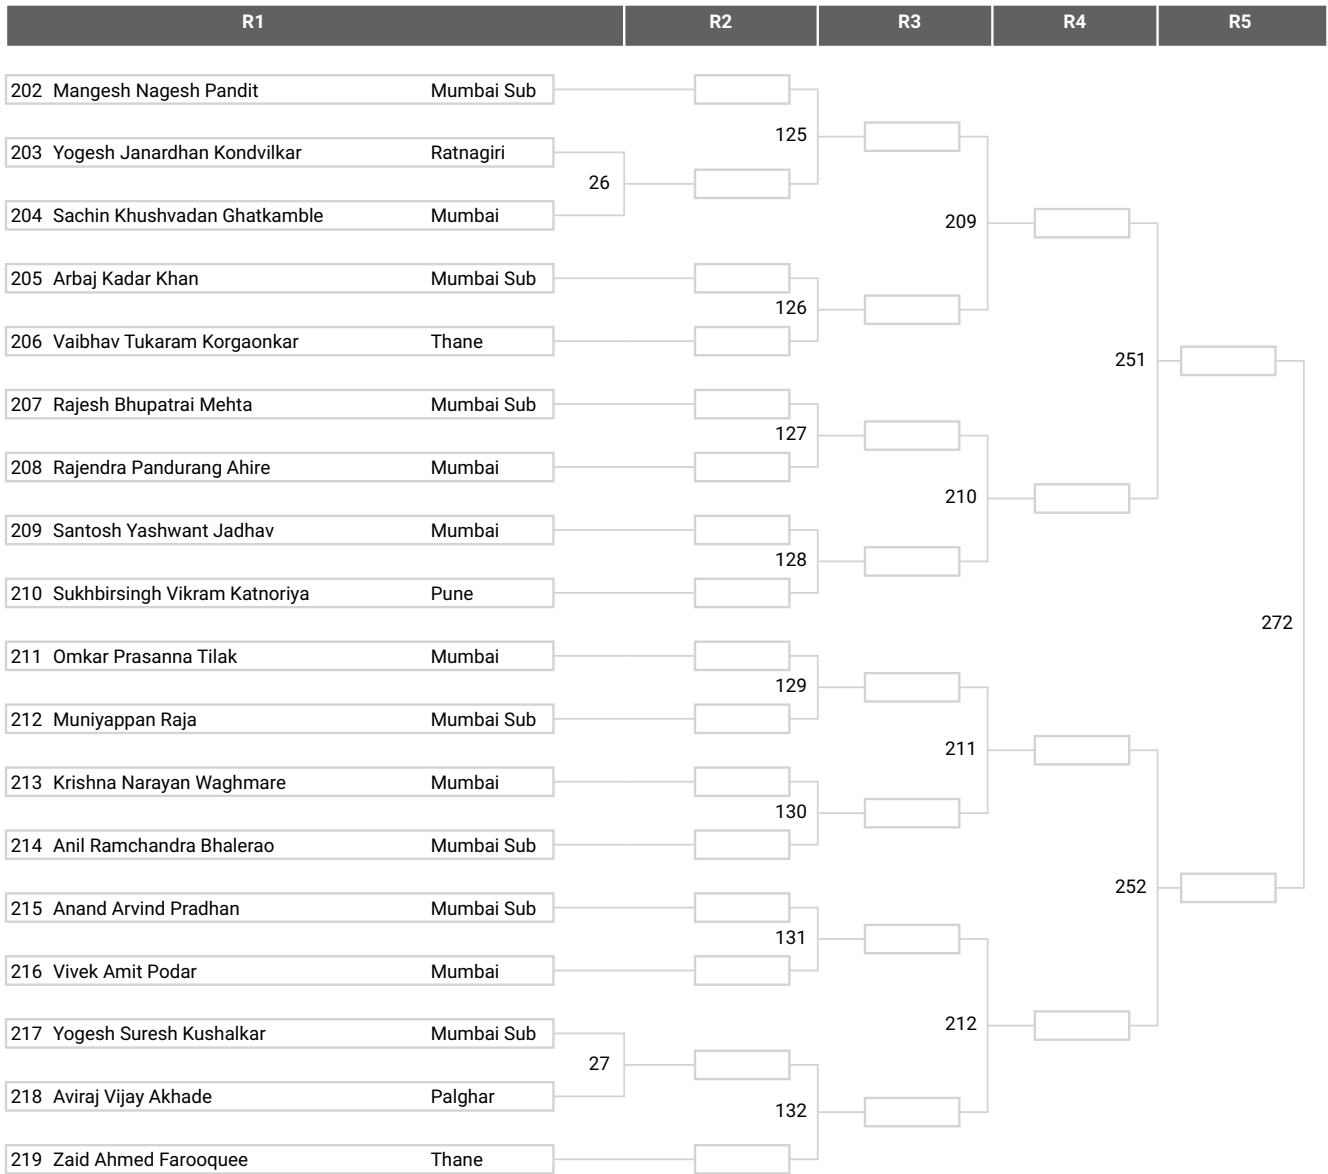 R1 R2 R3 R4 R5
202 Mangesh Nagesh Pandit Mumbai Sub
125
203 Yogesh Janardhan Kondvilkar Ratnagiri
26
204 Sachin Khushvadan Ghatkamble Mumbai
209
205 Arbaj Kadar Khan Mumbai Sub
126
206 Vaibhav Tukaram Korgaonkar Thane
251
207 Rajesh Bhupatrai Mehta Mumbai Sub
127
208 Rajendra Pandurang Ahire Mumbai
210
209 Santosh Yashwant Jadhav Mumbai
128
210 Sukhbirsingh Vikram Katnoriya Pune
272
211 Omkar Prasanna Tilak Mumbai
129
212 Muniyappan Raja Mumbai Sub
211
213 Krishna Narayan Waghmare Mumbai
130
214 Anil Ramchandra Bhalerao Mumbai Sub
252
215 Anand Arvind Pradhan Mumbai Sub
131
216 Vivek Amit Podar Mumbai
212
217 Yogesh Suresh Kushalkar Mumbai Sub
27
218 Aviraj Vijay Akhade Palghar
132
219 Zaid Ahmed Farooquee Thane